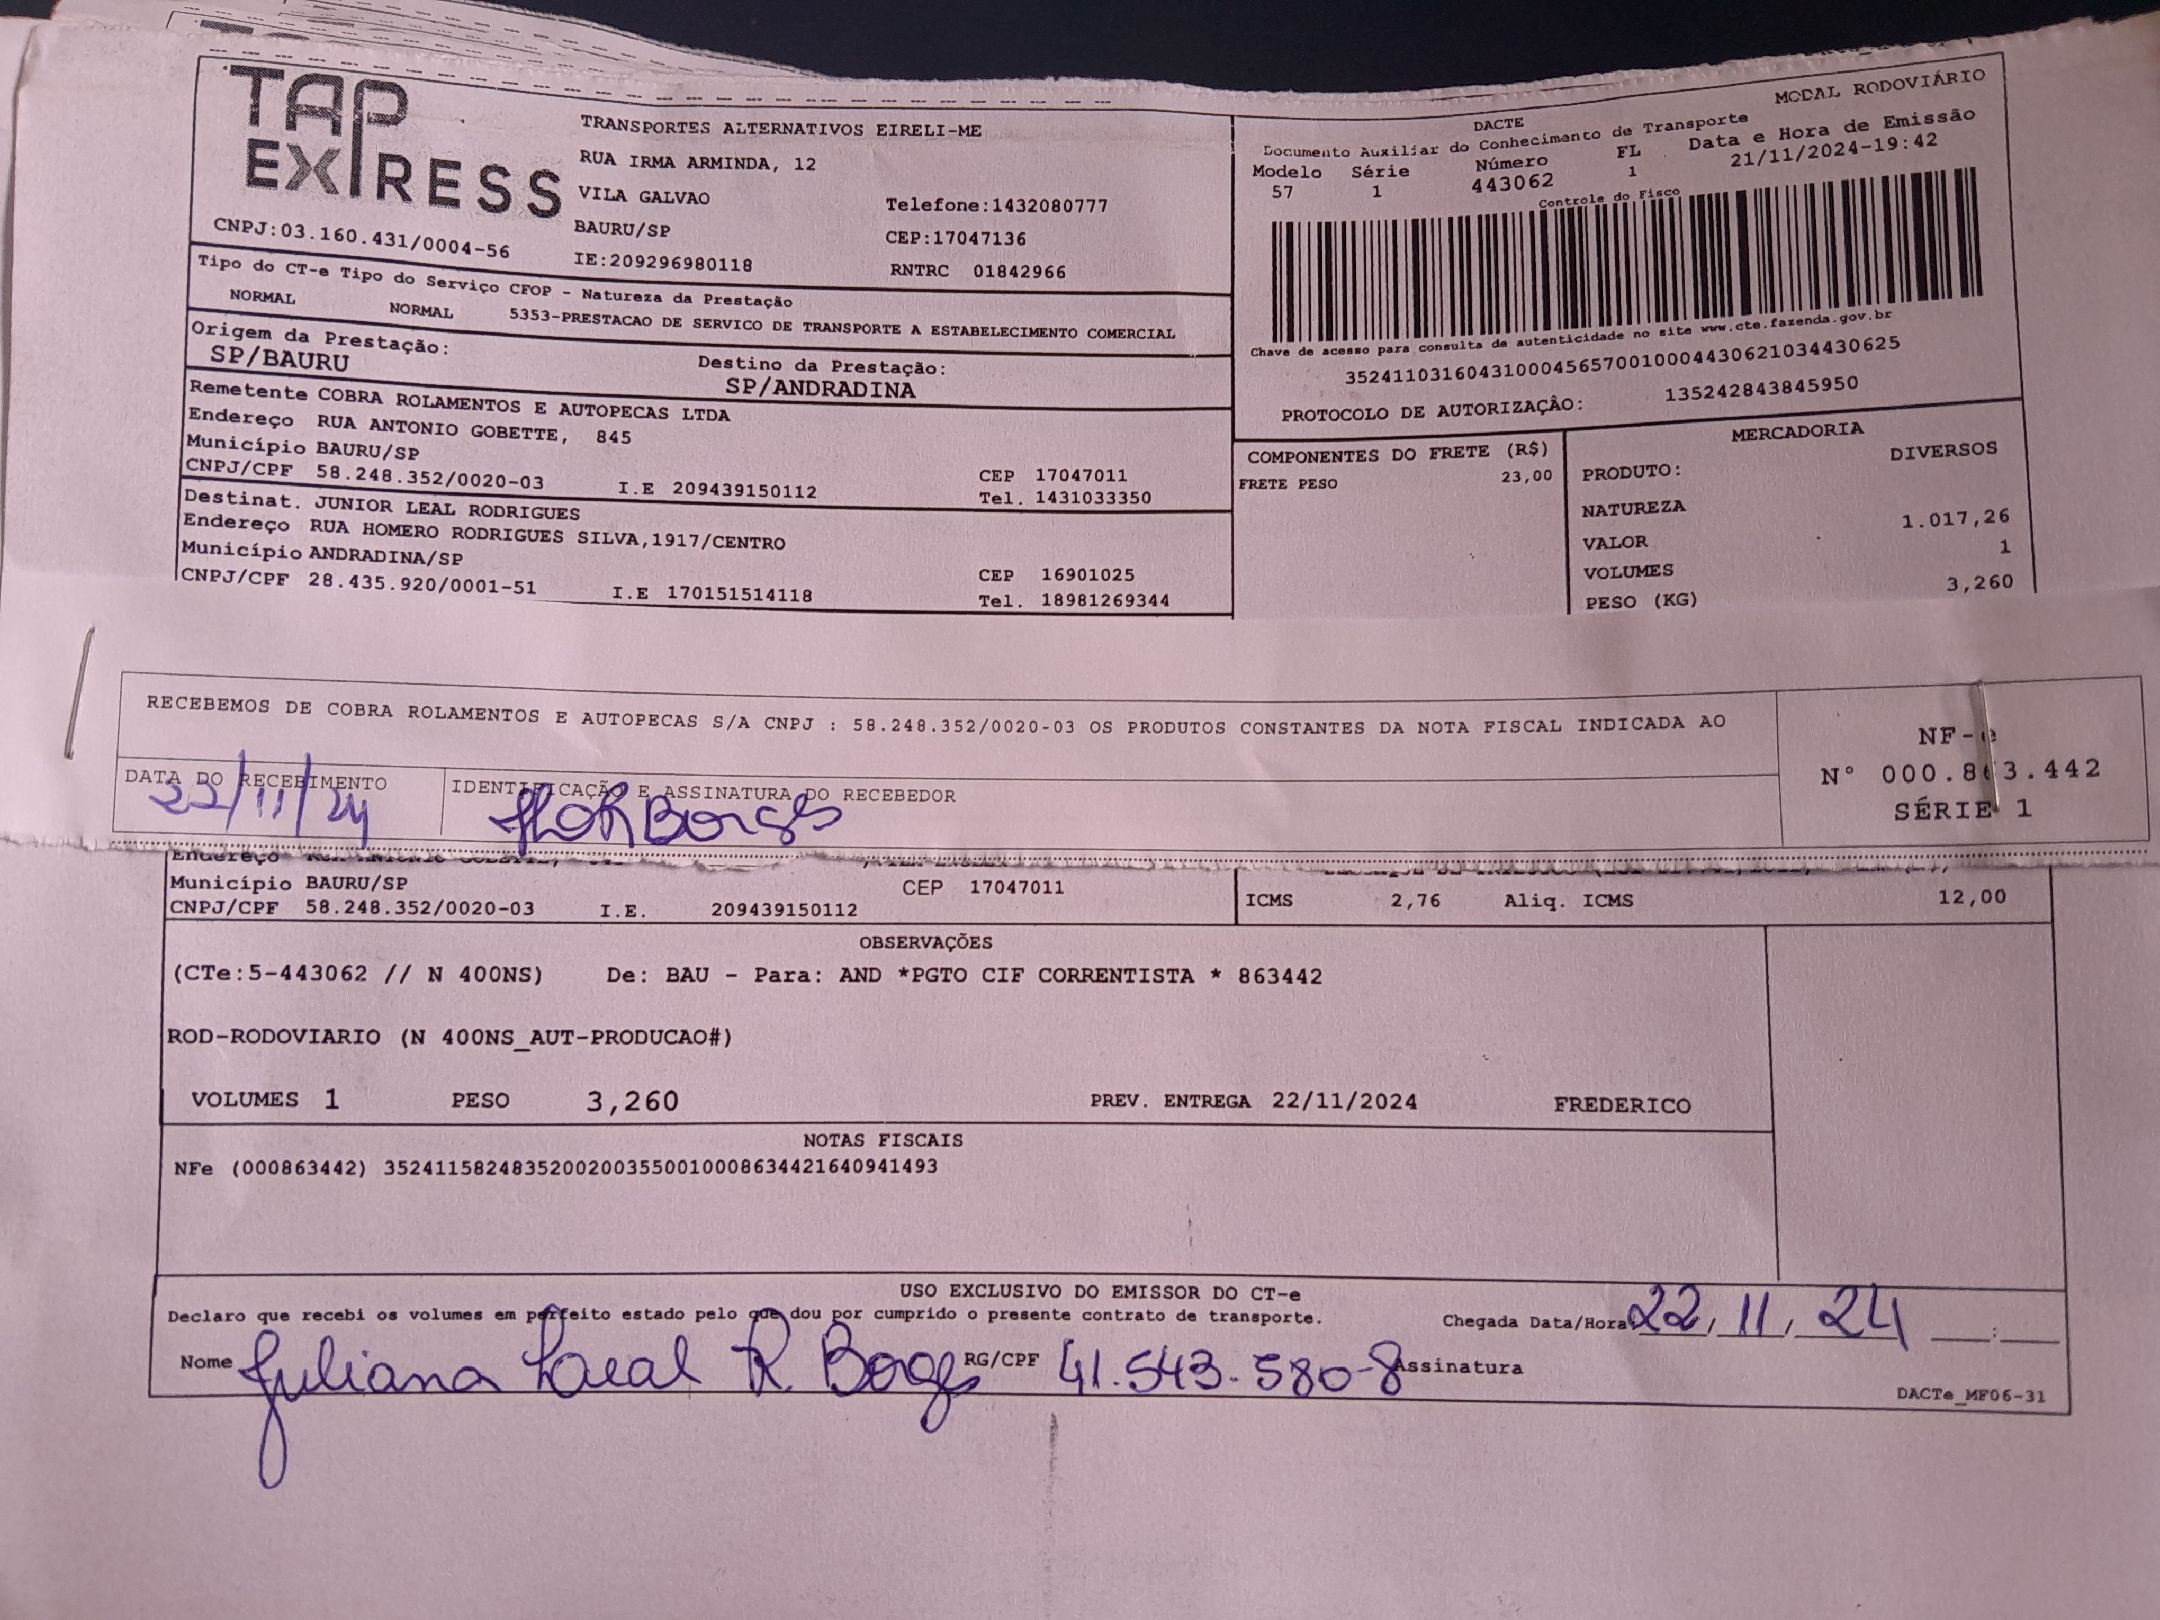 TAP EXPRESS
TRANSPORTES ALTERNATIVOS EIRELI-ME
RUA IRMA ARMINDA, 12
VILA GALVAO Telefone:1432080777
BAURU/SP CEP:17047136
CNPJ:03.160.431/0004-56 IE:209296980118 RNTRC 01842966
MODAL RODOVIÁRIO
DACTE
Documento Auxiliar do Conhecimento de Transporte
Modelo Série Número FL Data e Hora de Emissão
57 1 443062 1 21/11/2024-19:42
Controle do Fisco
Chave de acesso para consulta de autenticidade no site www.cte.fazenda.gov.br
35241103160431000456570010004430621034430625
PROTOCOLO DE AUTORIZAÇÂO: 135242843845950
Tipo do CT-e Tipo do Serviço CFOP - Natureza da Prestação
NORMAL NORMAL 5353-PRESTACAO DE SERVICO DE TRANSPORTE A ESTABELECIMENTO COMERCIAL
Origem da Prestação: Destino da Prestação:
SP/BAURU SP/ANDRADINA
Remetente COBRA ROLAMENTOS E AUTOPECAS LTDA
Endereço RUA ANTONIO GOBETTE, 845
Município BAURU/SP CEP 17047011
CNPJ/CPF 58.248.352/0020-03 I.E 209439150112 Tel. 1431033350
Destinat. JUNIOR LEAL RODRIGUES
Endereço RUA HOMERO RODRIGUES SILVA,1917/CENTRO
Município ANDRADINA/SP CEP 16901025
CNPJ/CPF 28.435.920/0001-51 I.E 170151514118 Tel. 18981269344
COMPONENTES DO FRETE (R$)
FRETE PESO 23,00
MERCADORIA
PRODUTO: DIVERSOS
NATUREZA
VALOR 1.017,26
VOLUMES 1
PESO (KG) 3,260
RECEBEMOS DE COBRA ROLAMENTOS E AUTOPECAS S/A CNPJ : 58.248.352/0020-03 OS PRODUTOS CONSTANTES DA NOTA FISCAL INDICADA AO
DATA DO RECEBIMENTO IDENTIFICAÇÃO E ASSINATURA DO RECEBEDOR
22/11/24
NF-e
N° 000.863.442
SÉRIE 1
Endereço
Município BAURU/SP CEP 17047011
CNPJ/CPF 58.248.352/0020-03 I.E. 209439150112
ICMS 2,76 Aliq. ICMS 12,00
OBSERVAÇÕES
(CTe:5-443062 // N 400NS) De: BAU - Para: AND *PGTO CIF CORRENTISTA * 863442
ROD-RODOVIARIO (N 400NS_AUT-PRODUCAO#)
VOLUMES 1 PESO 3,260 PREV. ENTREGA 22/11/2024 FREDERICO
NOTAS FISCAIS
NFe (000863442) 35241158248352002003550010008634421640941493
USO EXCLUSIVO DO EMISSOR DO CT-e
Declaro que recebi os volumes em perfeito estado pelo que dou por cumprido o presente contrato de transporte. Chegada Data/Hora 22, 11, 24 :
Nome Juliana Leal R. Borges RG/CPF 41.543.580-8 Assinatura
DACTe_MF06-31